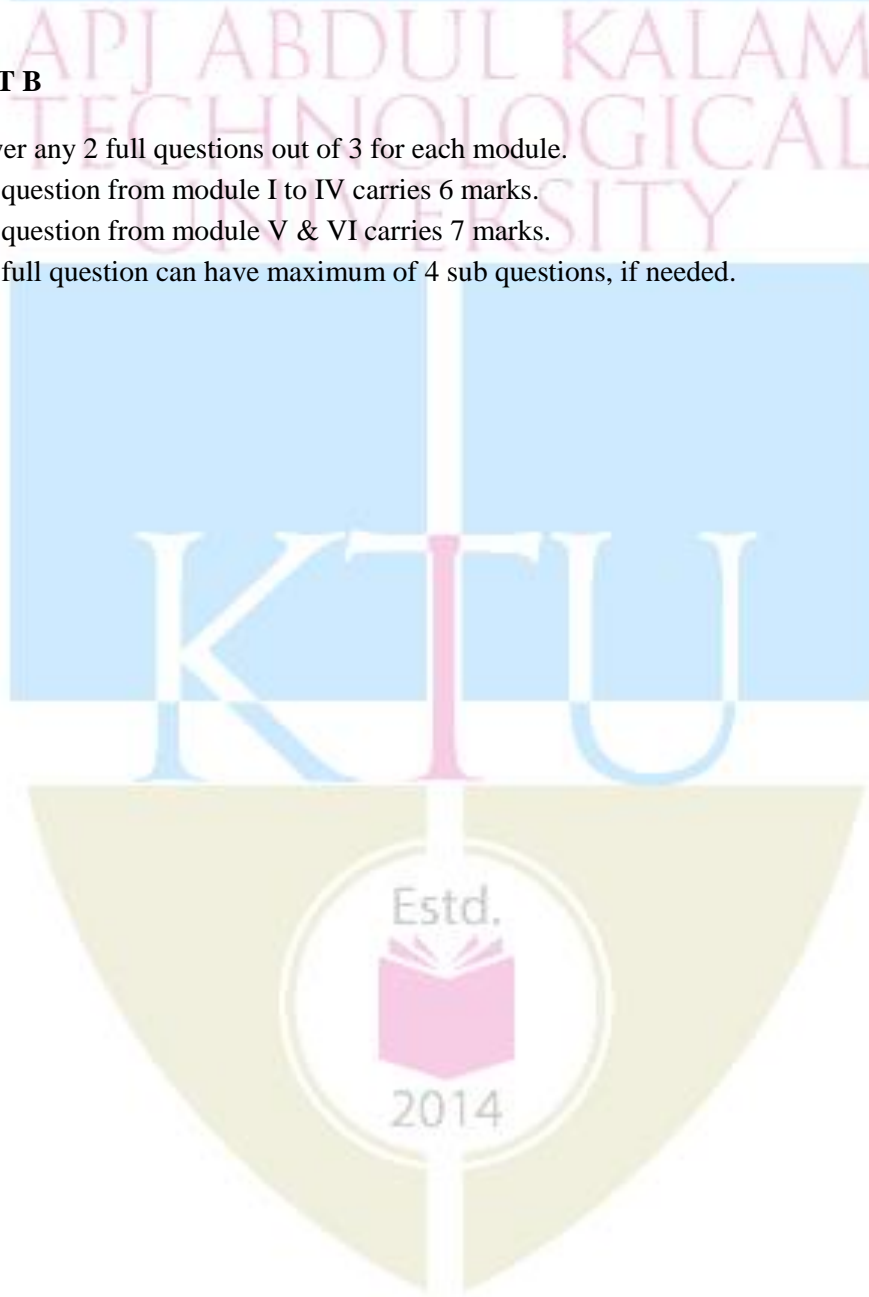 APJ ABDUL KALAM
TECHNOLOGICAL
UNIVERSITY
T B
er any 2 full questions out of 3 for each module.
question from module I to IV carries 6 marks.
question from module V & VI carries 7 marks.
full question can have maximum of 4 sub questions, if needed.
KTU
Estd.
2014